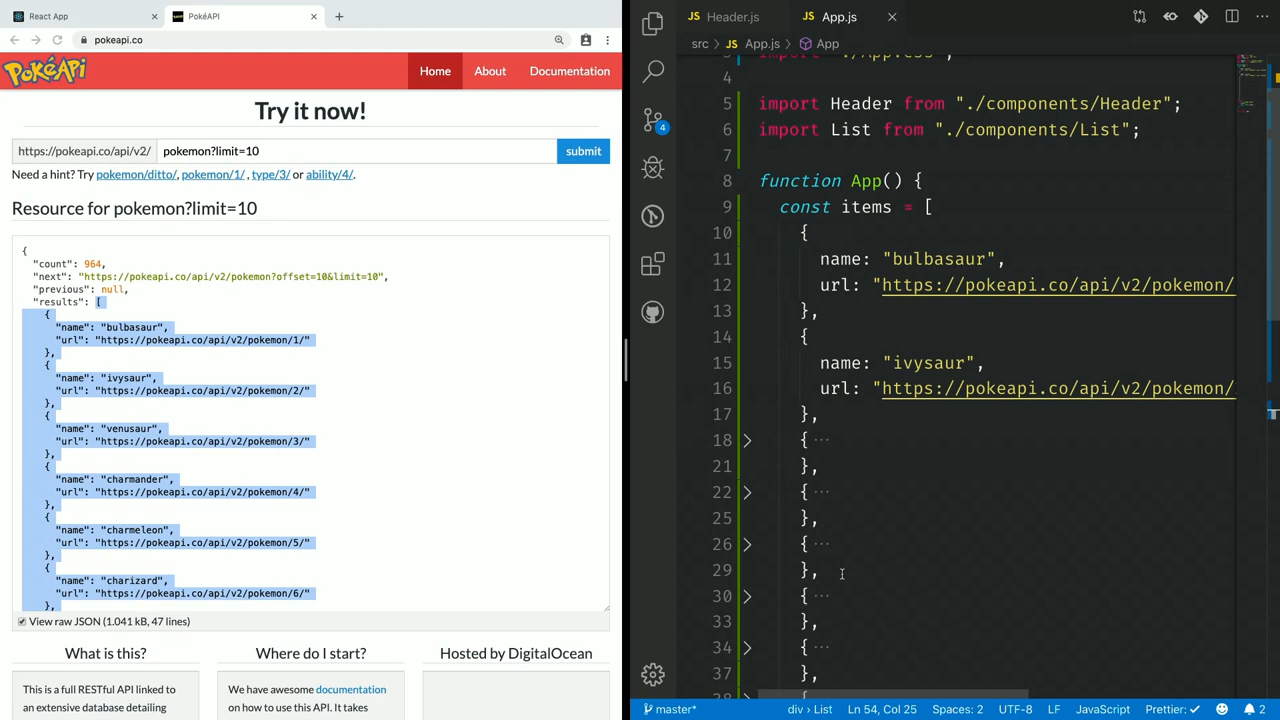 React App
PokéAPI
pokeapi.co
PokéApi
Home
About
Documentation
Try it now!
https://pokeapi.co/api/v2/
pokemon?limit=10
submit
Need a hint? Try pokemon/ditto/, pokemon/1/ , type/3/ or ability/4/.
Resource for pokemon?limit=10
{
"count": 964,
"next": "https://pokeapi.co/api/v2/pokemon?offset=10&limit=10",
"previous": null,
"results": [
{
"name": "bulbasaur",
"url": "https://pokeapi.co/api/v2/pokemon/1/"
},
{
"name": "ivysaur",
"url": "https://pokeapi.co/api/v2/pokemon/2/"
},
{
"name": "venusaur",
"url": "https://pokeapi.co/api/v2/pokemon/3/"
},
{
"name": "charmander",
"url": "https://pokeapi.co/api/v2/pokemon/4/"
},
{
"name": "charmeleon",
"url": "https://pokeapi.co/api/v2/pokemon/5/"
},
{
"name": "charizard",
"url": "https://pokeapi.co/api/v2/pokemon/6/"
},
View raw JSON (1.041 kB, 47 lines)
What is this?
This is a full RESTful API linked to
an extensive database detailing
Where do I start?
We have awesome documentation
on how to use this API. It takes
Hosted by DigitalOcean
JS Header.js
JS App.js
src > JS App.js > App
4
5 import Header from "./components/Header";
6 import List from "./components/List";
7
8 function App() {
9 const items = [
10 {
11 name: "bulbasaur",
12 url: "https://pokeapi.co/api/v2/pokemon/
13 },
14 {
15 name: "ivysaur",
16 url: "https://pokeapi.co/api/v2/pokemon/
17 },
18 { ···
21 },
22 { ···
25 },
26 { ···
29 },
30 { ···
33 },
34 { ···
37 },
4
master*
div > List
Ln 54, Col 25
Spaces: 2
UTF-8
LF
JavaScript
Prettier: ✓
2